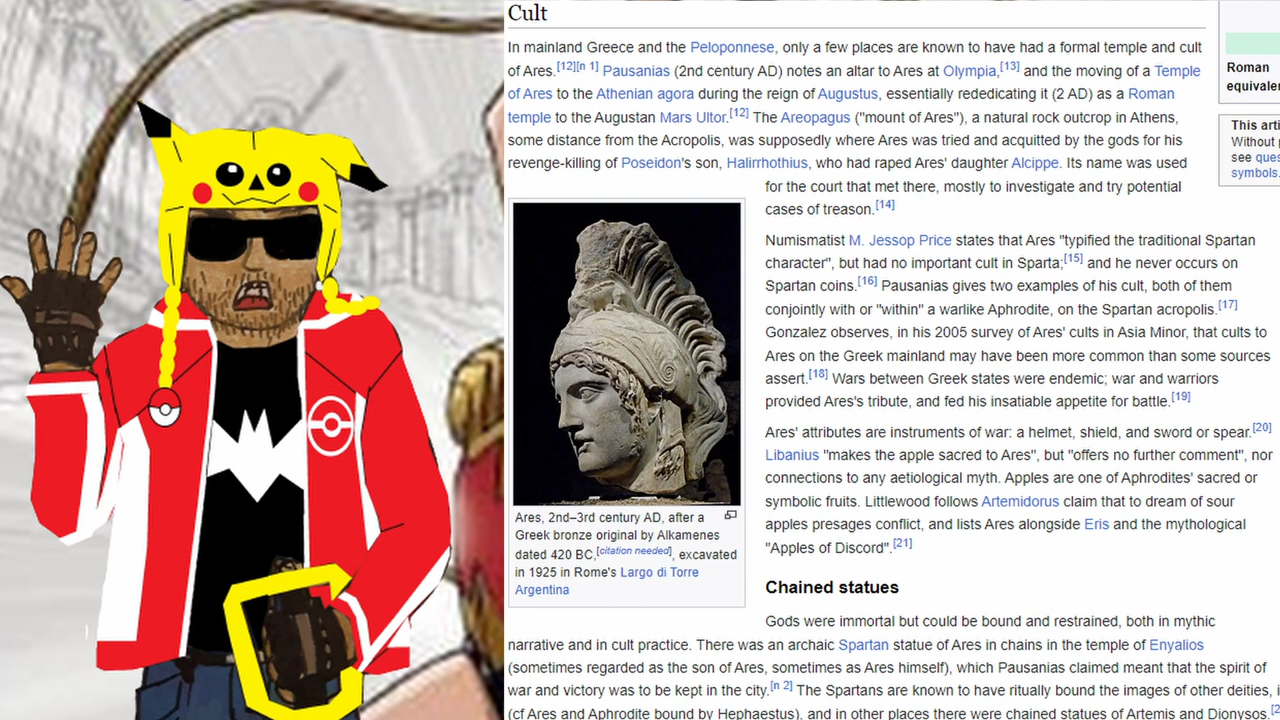 Cult
In mainland Greece and the Peloponnese, only a few places are known to have had a formal temple and cult
of Ares.[12][n 1] Pausanias (2nd century AD) notes an altar to Ares at Olympia,[13] and the moving of a Temple
of Ares to the Athenian agora during the reign of Augustus, essentially rededicating it (2 AD) as a Roman
temple to the Augustan Mars Ultor.[12] The Areopagus ("mount of Ares"), a natural rock outcrop in Athens,
some distance from the Acropolis, was supposedly where Ares was tried and acquitted by the gods for his
revenge-killing of Poseidon's son, Halirrhothius, who had raped Ares' daughter Alcippe. Its name was used
for the court that met there, mostly to investigate and try potential
cases of treason.[14]
Numismatist M. Jessop Price states that Ares "typified the traditional Spartan
character", but had no important cult in Sparta;[15] and he never occurs on
Spartan coins.[16] Pausanias gives two examples of his cult, both of them
conjointly with or "within" a warlike Aphrodite, on the Spartan acropolis.[17]
Gonzalez observes, in his 2005 survey of Ares' cults in Asia Minor, that cults to
Ares on the Greek mainland may have been more common than some sources
assert.[18] Wars between Greek states were endemic; war and warriors
provided Ares's tribute, and fed his insatiable appetite for battle.[19]
Ares' attributes are instruments of war: a helmet, shield, and sword or spear.[20]
Libanius "makes the apple sacred to Ares", but "offers no further comment", nor
connections to any aetiological myth. Apples are one of Aphrodites' sacred or
symbolic fruits. Littlewood follows Artemidorus claim that to dream of sour
apples presages conflict, and lists Ares alongside Eris and the mythological
"Apples of Discord".[21]
Ares, 2nd–3rd century AD, after a
Greek bronze original by Alkamenes
dated 420 BC,[citation needed], excavated
in 1925 in Rome's Largo di Torre
Argentina
Chained statues
Gods were immortal but could be bound and restrained, both in mythic
narrative and in cult practice. There was an archaic Spartan statue of Ares in chains in the temple of Enyalios
(sometimes regarded as the son of Ares, sometimes as Ares himself), which Pausanias claimed meant that the spirit of
war and victory was to be kept in the city.[n 2] The Spartans are known to have ritually bound the images of other deities, i
(cf Ares and Aphrodite bound by Hephaestus), and in other places there were chained statues of Artemis and Dionysos.[2
Roman
equivaler
This arti
Without p
see ques
symbols.